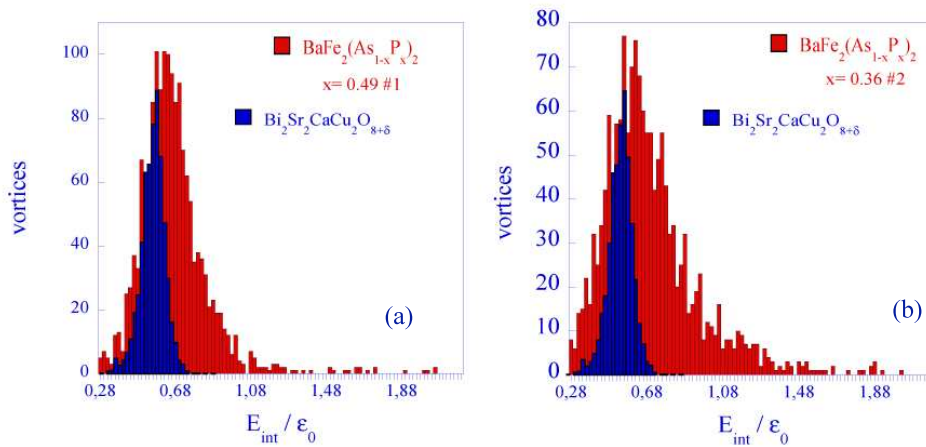 BaFe₂(As₁₋ₓPₓ)₂
x= 0.49 #1
Bi₂Sr₂CaCu₂O₈₊δ
vortices
100
80
60
40
20
0
(a)
0,28 0,68 1,08 1,48 1,88
E_int / ε₀
BaFe₂(As₁₋ₓPₓ)₂
x= 0.36 #2
Bi₂Sr₂CaCu₂O₈₊δ
vortices
80
70
60
50
40
30
20
10
0
(b)
0,28 0,68 1,08 1,48 1,88
E_int / ε₀